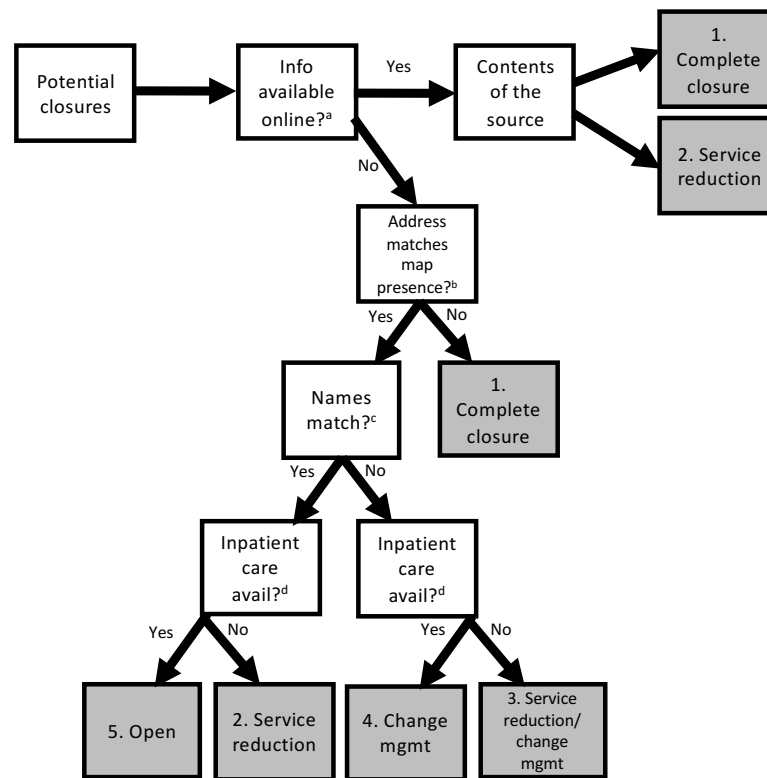 Potential
closures
Info
available
online?ᵃ
Yes
Contents
of the
source
1.
Complete
closure
2. Service
reduction
No
Address
matches
map
presence?ᵇ
Yes
No
Names
match?ᶜ
1.
Complete
closure
Yes
No
Inpatient
care
avail?ᵈ
Inpatient
care
avail?ᵈ
Yes
No
Yes
No
5. Open
2. Service
reduction
4. Change
mgmt
3. Service
reduction/
change
mgmt